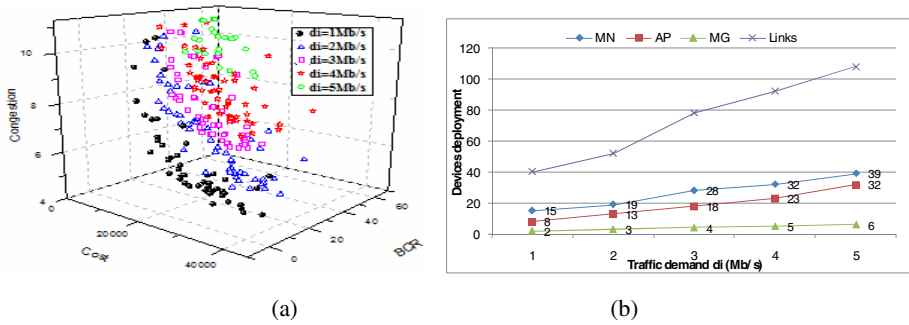 di=1Mb/s
di=2Mb/s
di=3Mb/s
di=4Mb/s
di=5Mb/s
Congestion
10
8
6
4
0
20000
40000
Cost
0
20
40
60
BCR
(a)
MN AP MG Links
Devices deployment
120
100
80
60
40
20
0
15 19 28 32 39
8 13 18 23 32
2 3 4 5 6
1 2 3 4 5
Traffic demand di (Mb/s)
(b)